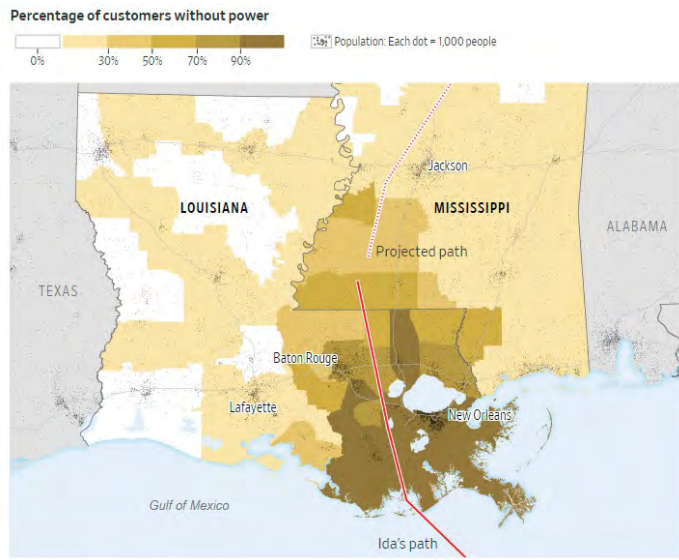 Percentage of customers without power
0% 30% 50% 70% 90%
Population: Each dot = 1,000 people
Jackson
LOUISIANA
MISSISSIPPI
ALABAMA
Projected path
TEXAS
Baton Rouge
Lafayette
New Orleans
Gulf of Mexico
Ida's path